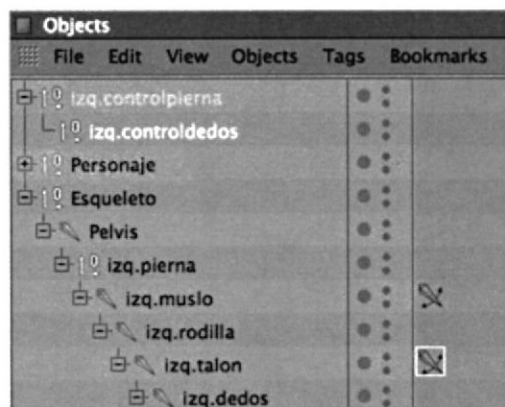 Objects
File Edit View Objects Tags Bookmarks
izq.controlpierna
izq.controldedos
Personaje
Esqueleto
Pelvis
izq.pierna
izq.muslo
izq.rodilla
izq.talon
izq.dedos